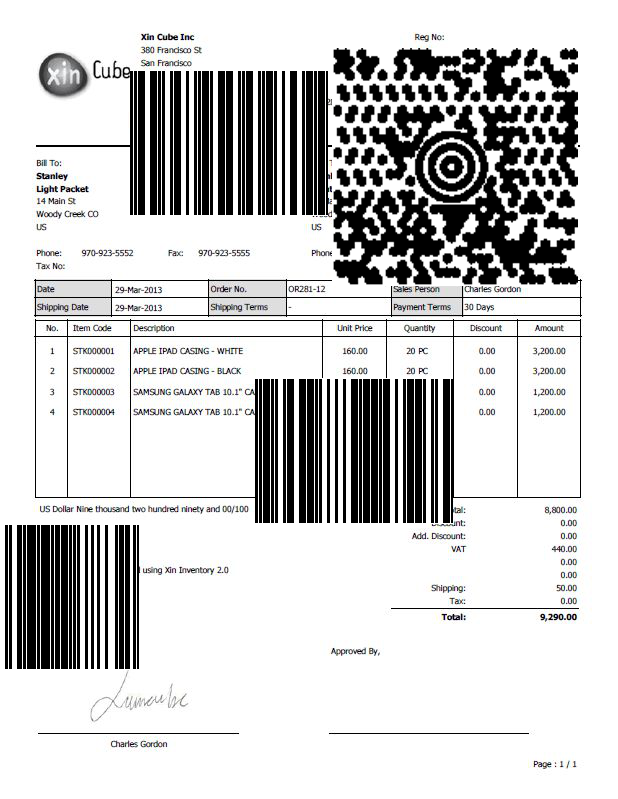 Xin Cube Inc
Reg No:
380 Francisco St
San Francisco
xin Cube
Bill To:
Stanley
Light Packet
14 Main St
Woody Creek CO
US
US
Phone: 970-923-5552 Fax: 970-923-5555 Phone
Tax No:
Date 29-Mar-2013 Order No. OR281-12 Sales Person Charles Gordon
Shipping Date 29-Mar-2013 Shipping Terms - Payment Terms 30 Days
No. Item Code Description Unit Price Quantity Discount Amount
1 STK000001 APPLE IPAD CASING - WHITE 160.00 20 PC 0.00 3,200.00
2 STK000002 APPLE IPAD CASING - BLACK 160.00 20 PC 0.00 3,200.00
3 STK000003 SAMSUNG GALAXY TAB 10.1" CA 0.00 1,200.00
4 STK000004 SAMSUNG GALAXY TAB 10.1" CA 0.00 1,200.00
US Dollar Nine thousand two hundred ninety and 00/100
8,800.00
0.00
Add. Discount: 0.00
VAT 440.00
0.00
using Xin Inventory 2.0
0.00
Shipping: 50.00
Tax: 0.00
Total: 9,290.00
Approved By,
Charles Gordon
Page : 1 / 1